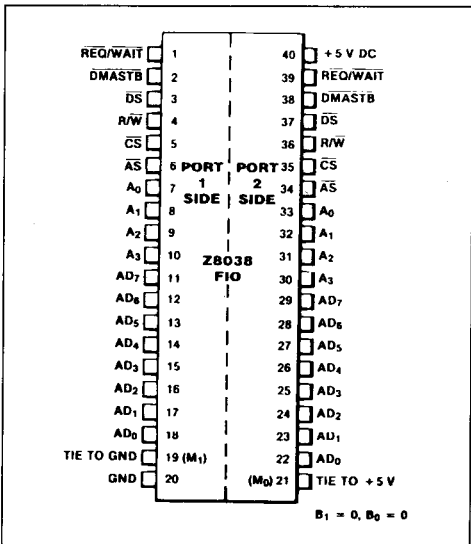 REQ/WAIT 1 40 +5 V DC
DMASTB 2 39 REQ/WAIT
DS 3 38 DMASTB
R/W 4 37 DS
CS 5 36 R/W
AS 6 35 CS
PORT 1 SIDE
PORT 2 SIDE
34 AS
A0 7 33 A0
A1 8 32 A1
A2 9 31 A2
A3 10 30 A3
Z8038
FIO
AD7 11 29 AD7
AD6 12 28 AD6
AD5 13 27 AD5
AD4 14 26 AD4
AD3 15 25 AD3
AD2 16 24 AD2
AD1 17 23 AD1
AD0 18 22 AD0
TIE TO GND 19 (M1) (M0) 21 TIE TO +5 V
GND 20
B1 = 0, B0 = 0